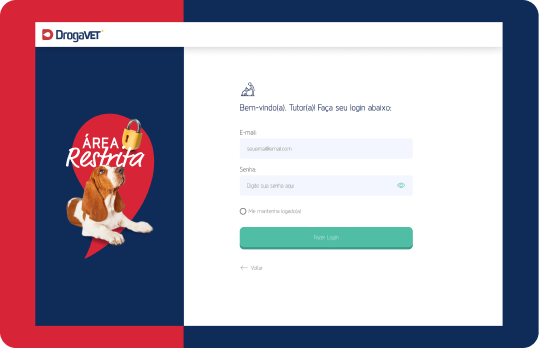 DrogaVET
ÁREA
Restrita
Bem-vindo(a), Tutor(a)! Faça seu login abaixo:
E-mail:
seuemail@email.com
Senha:
Digite sua senha aqui
Me mantenha logado(a)
Fazer Login
Voltar